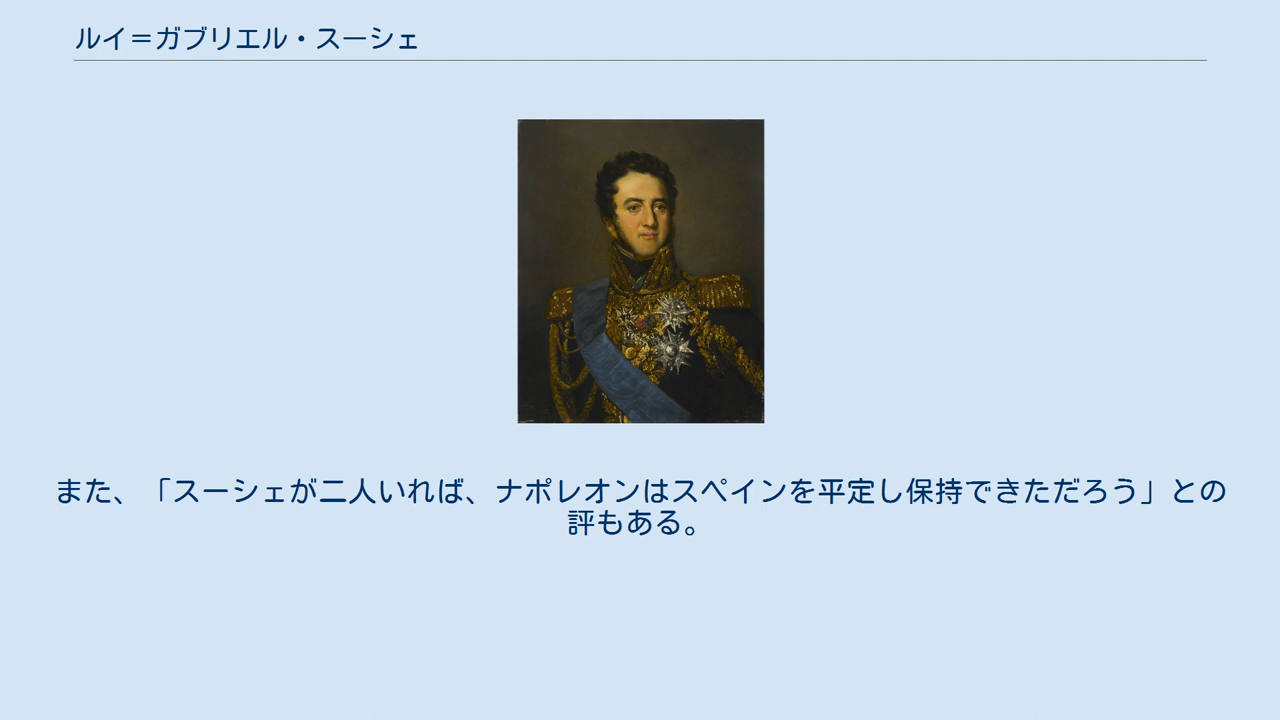 ルイ＝ガブリエル・スーシェ
また、「スーシェが二人いれば、ナポレオンはスペインを平定し保持できただろう」との
評もある。